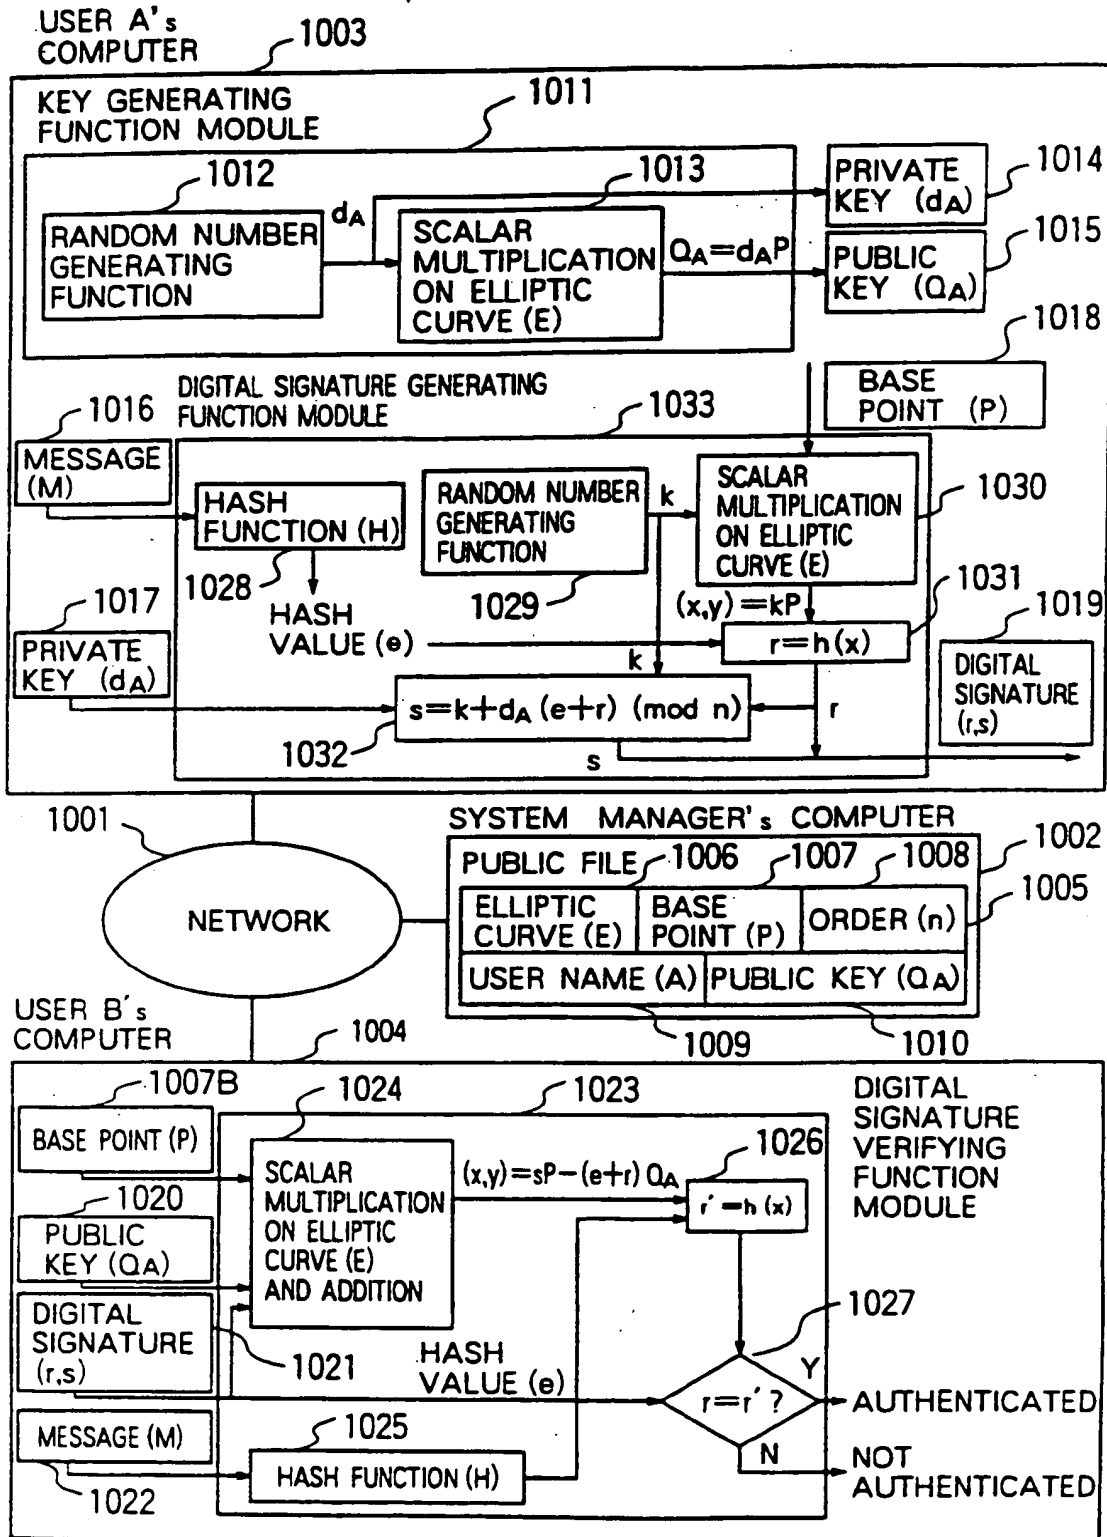 USER A's
COMPUTER
1003
KEY GENERATING
FUNCTION MODULE
1011
1012
1013
1014
RANDOM NUMBER
GENERATING
FUNCTION
dA
SCALAR
MULTIPLICATION
ON ELLIPTIC
CURVE (E)
QA=dAP
PRIVATE
KEY (dA)
1015
PUBLIC
KEY (QA)
1018
BASE
POINT (P)
DIGITAL SIGNATURE GENERATING
FUNCTION MODULE
1033
1016
MESSAGE
(M)
HASH
FUNCTION (H)
1028
RANDOM NUMBER
GENERATING
FUNCTION
1029
k
SCALAR
MULTIPLICATION
ON ELLIPTIC
CURVE (E)
1030
(x,y)=kP
1031
HASH
VALUE (e)
r=h(x)
1017
PRIVATE
KEY (dA)
k
s=k+dA (e+r) (mod n)
1032
r
s
1019
DIGITAL
SIGNATURE
(r,s)
1001
NETWORK
SYSTEM MANAGER's COMPUTER
1002
PUBLIC FILE
1006
1007
1008
1005
ELLIPTIC
CURVE (E)
BASE
POINT (P)
ORDER (n)
USER NAME (A)
PUBLIC KEY (QA)
1009
1010
USER B's
COMPUTER
1004
1007B
1024
1023
DIGITAL
SIGNATURE
VERIFYING
FUNCTION
MODULE
BASE POINT (P)
1020
PUBLIC
KEY (QA)
SCALAR
MULTIPLICATION
ON ELLIPTIC
CURVE (E)
AND ADDITION
(x,y)=sP-(e+r) QA
1026
r'=h(x)
DIGITAL
SIGNATURE
(r,s)
1021
HASH
VALUE (e)
1027
r=r'?
Y
AUTHENTICATED
N
NOT
AUTHENTICATED
MESSAGE (M)
1022
1025
HASH FUNCTION (H)